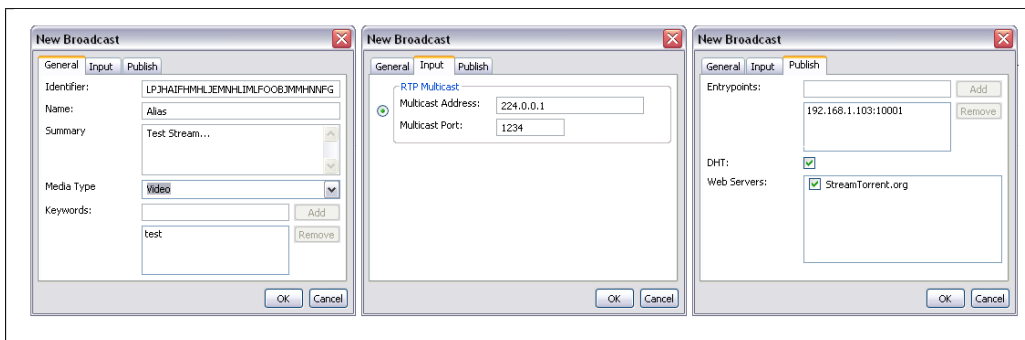 New Broadcast
General Input Publish
Identifier: LPJHAIFHMHLJEMNHLIMLFOOBJMMHNNFG
Name: Alias
Summary Test Stream...
Media Type Video
Keywords: Add
test Remove
OK Cancel
New Broadcast
General Input Publish
RTP Multicast
Multicast Address: 224.0.0.1
Multicast Port: 1234
OK Cancel
New Broadcast
General Input Publish
Entrypoints: Add
192.168.1.103:10001 Remove
DHT:
Web Servers: StreamTorrent.org
OK Cancel